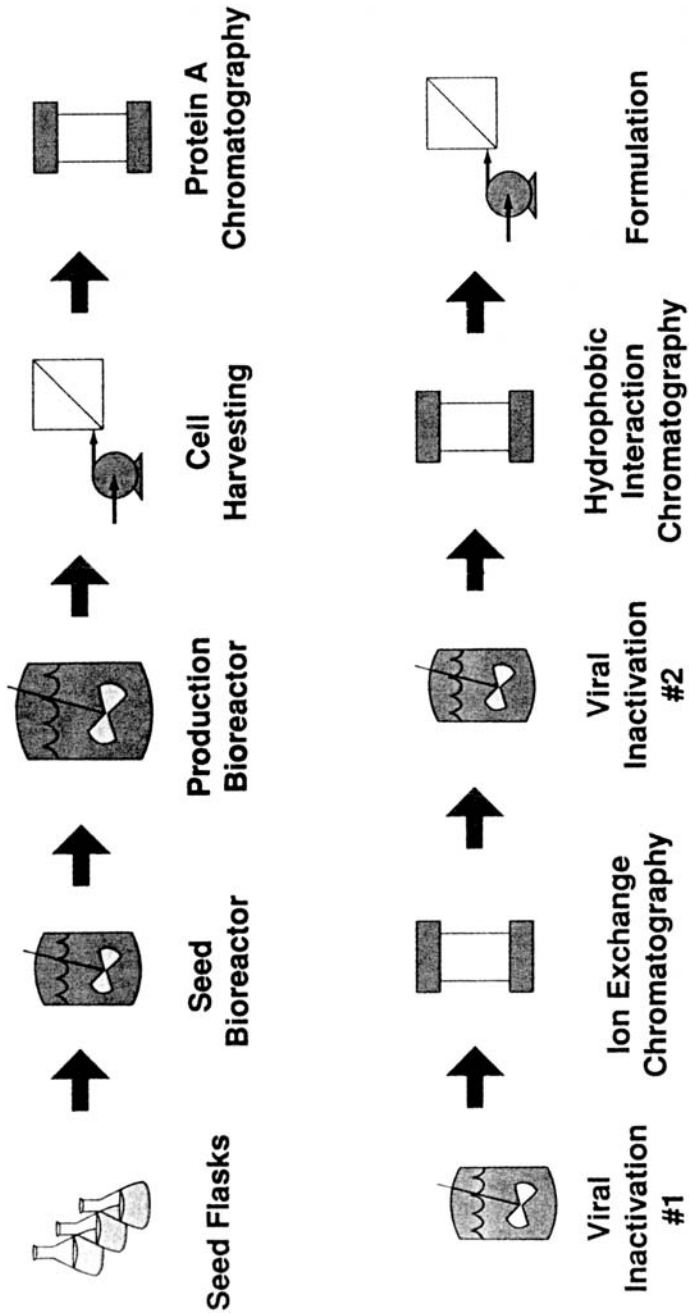 Seed Flasks
Seed
Bioreactor
Production
Bioreactor
Cell
Harvesting
Protein A
Chromatography
Viral
Inactivation
#1
Ion Exchange
Chromatography
Viral
Inactivation
#2
Hydrophobic
Interaction
Chromatography
Formulation